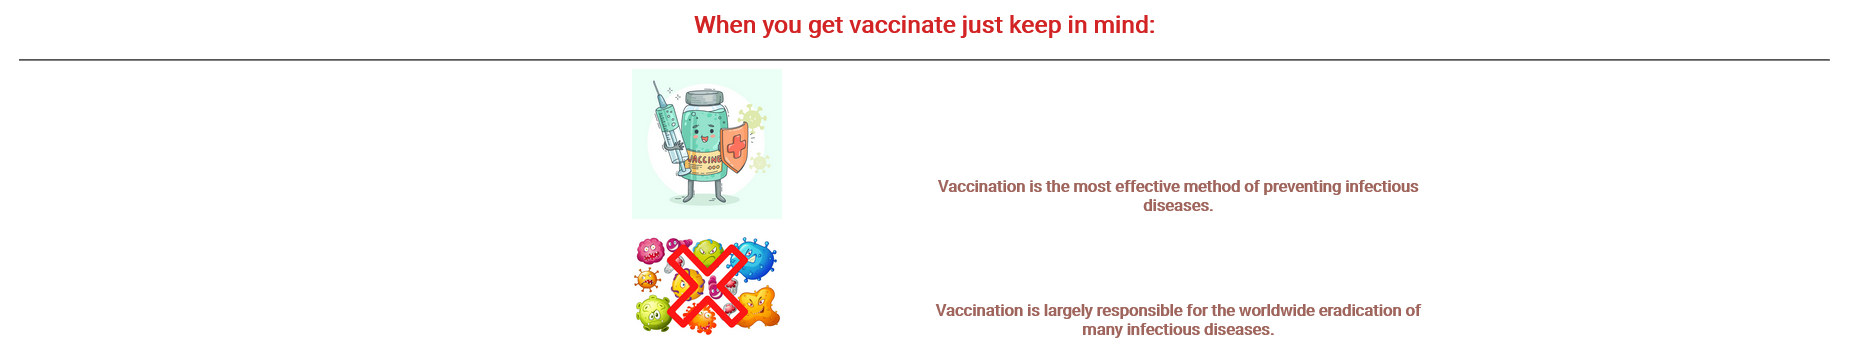 When you get vaccinate just keep in mind:
VACCINE
Vaccination is the most effective method of preventing infectious
diseases.
Vaccination is largely responsible for the worldwide eradication of
many infectious diseases.